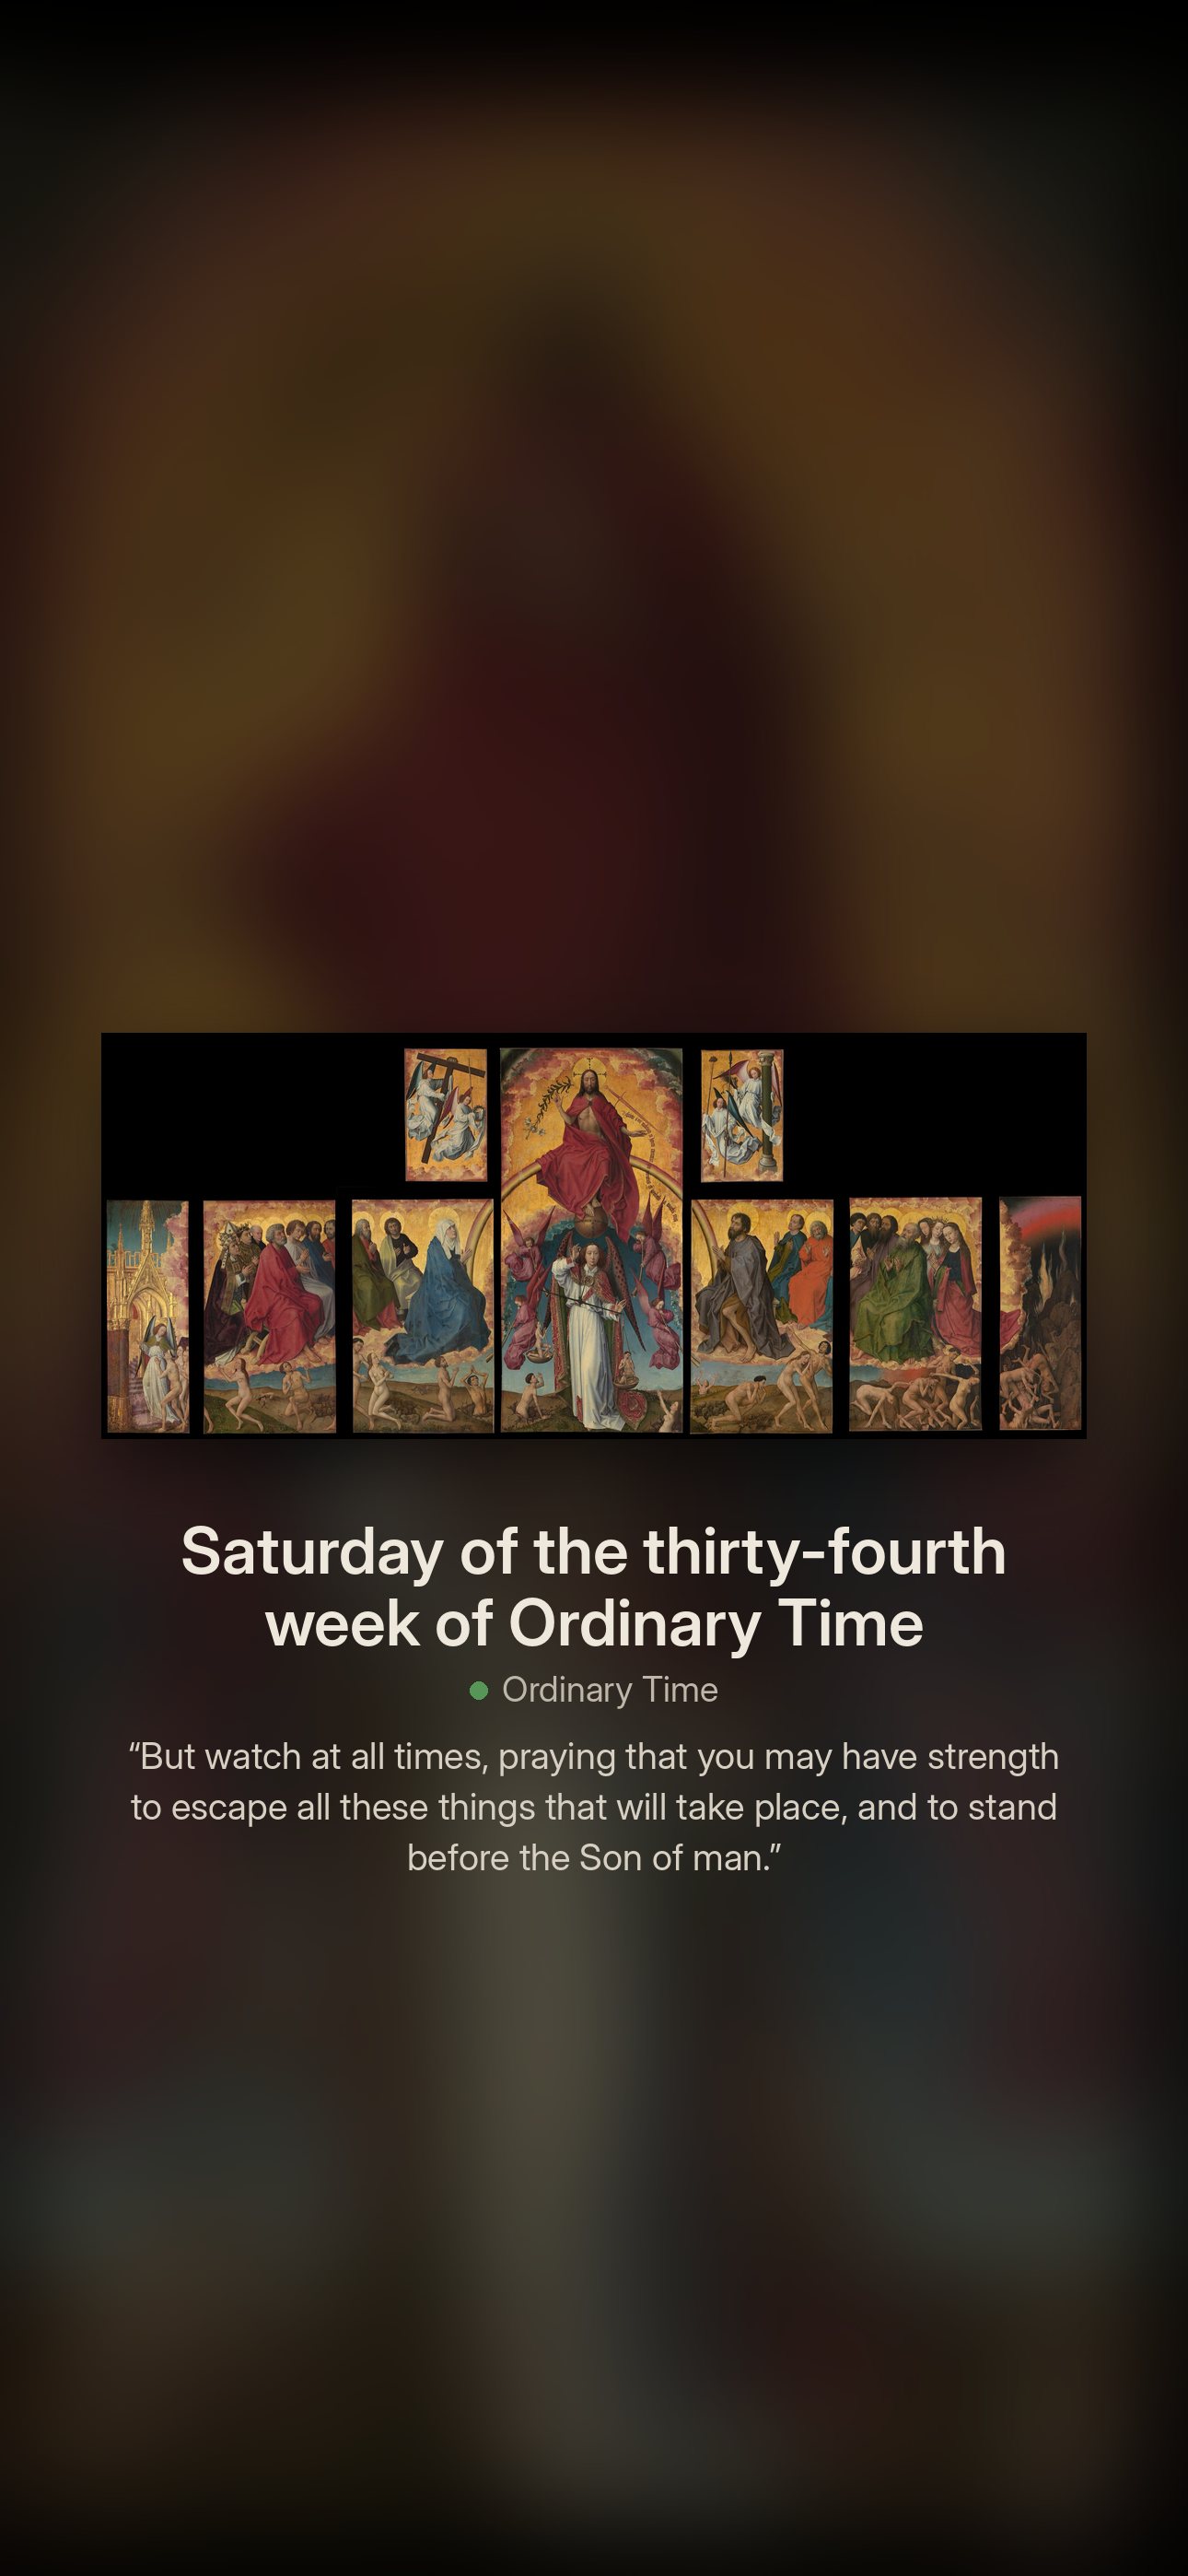 Saturday of the thirty-fourth
week of Ordinary Time
Ordinary Time
“But watch at all times, praying that you may have strength
to escape all these things that will take place, and to stand
before the Son of man.”